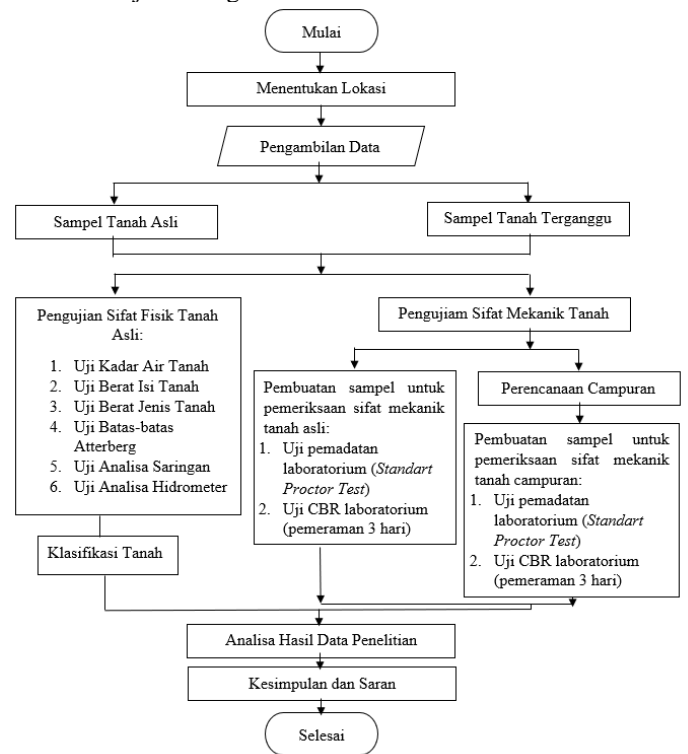 Mulai
Menentukan Lokasi
Pengambilan Data
Sampel Tanah Asli
Sampel Tanah Terganggu
Pengujian Sifat Fisik Tanah
Asli:
1. Uji Kadar Air Tanah
2. Uji Berat Isi Tanah
3. Uji Berat Jenis Tanah
4. Uji Batas-batas
Atterberg
5. Uji Analisa Saringan
6. Uji Analisa Hidrometer
Klasifikasi Tanah
Pengujiam Sifat Mekanik Tanah
Pembuatan sampel untuk
pemeriksaan sifat mekanik
tanah asli:
1. Uji pemadatan
laboratorium (Standart
Proctor Test)
2. Uji CBR laboratorium
(pemeraman 3 hari)
Perencanaan Campuran
Pembuatan sampel untuk
pemeriksaan sifat mekanik
tanah campuran:
1. Uji pemadatan
laboratorium (Standart
Proctor Test)
2. Uji CBR laboratorium
(pemeraman 3 hari)
Analisa Hasil Data Penelitian
Kesimpulan dan Saran
Selesai